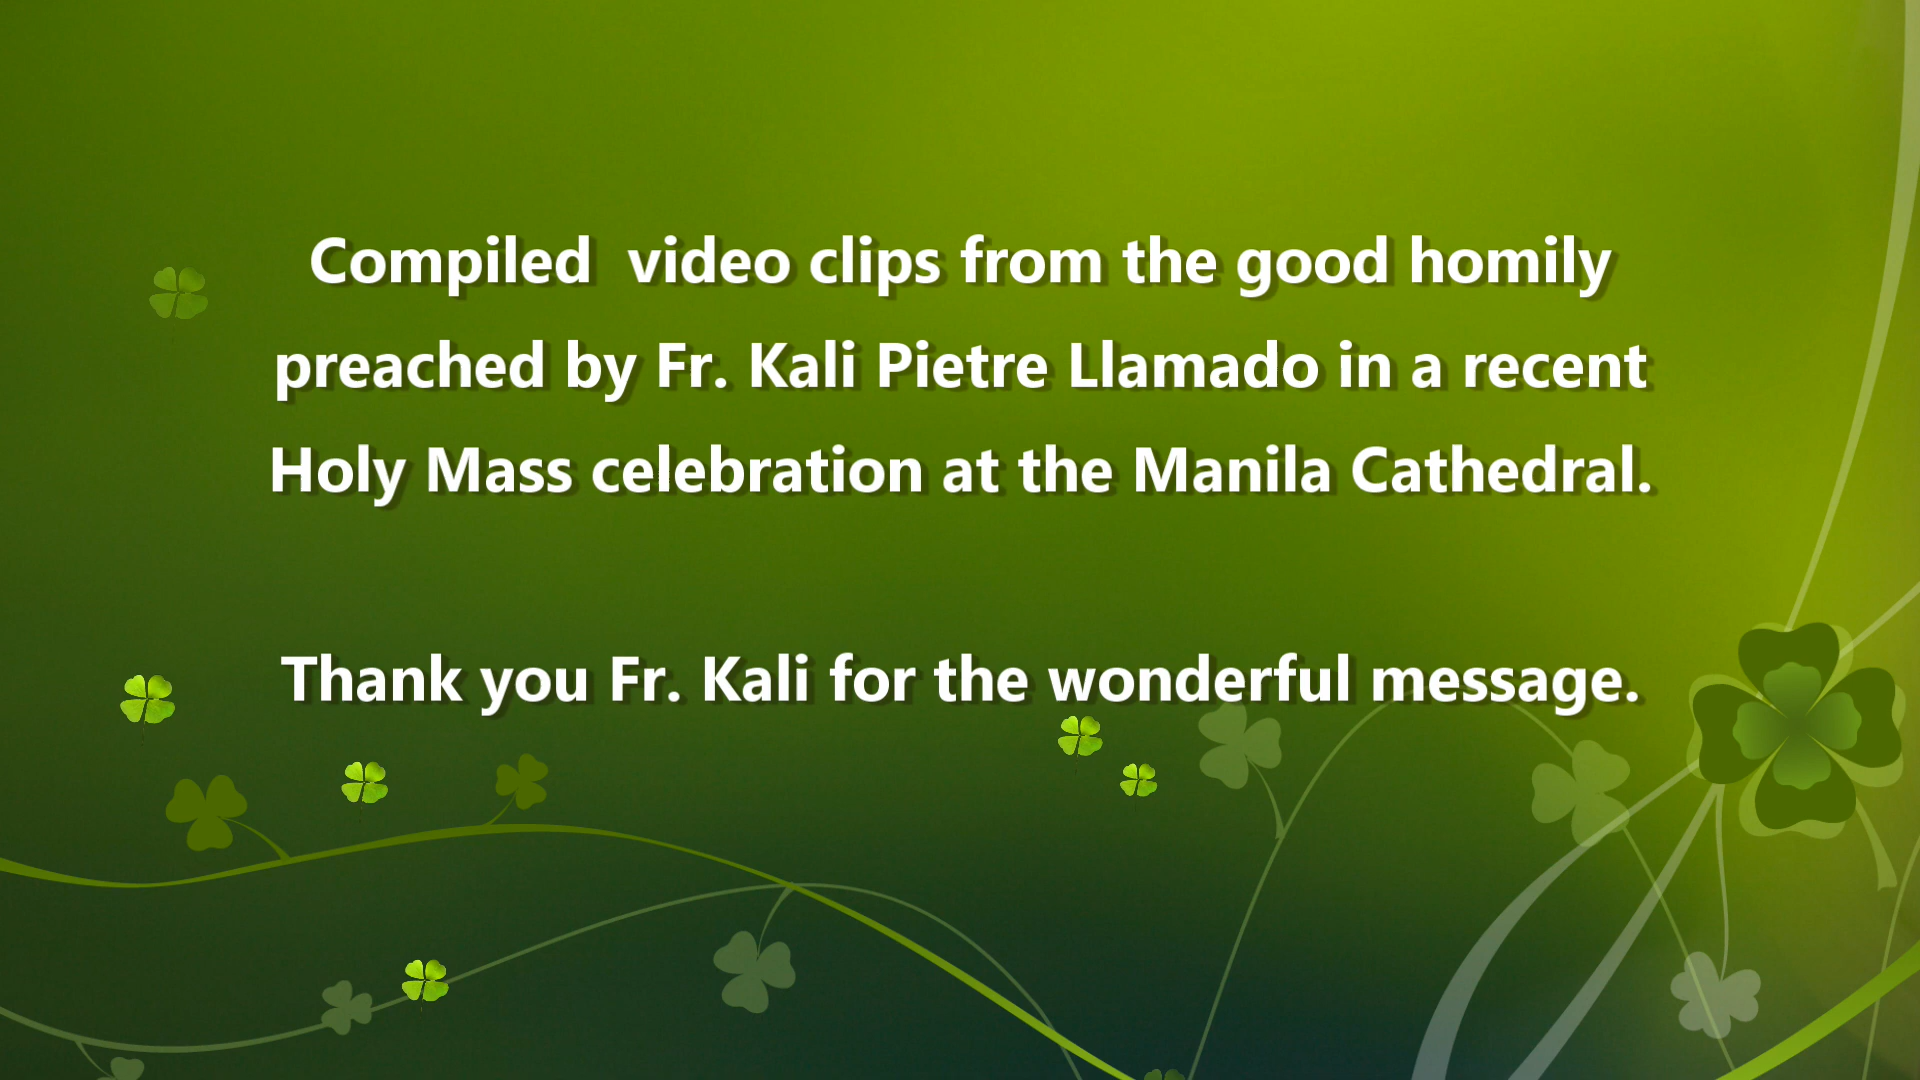 Compiled  video clips from the good homily
preached by Fr. Kali Pietre Llamado in a recent
Holy Mass celebration at the Manila Cathedral.
Thank you Fr. Kali for the wonderful message.